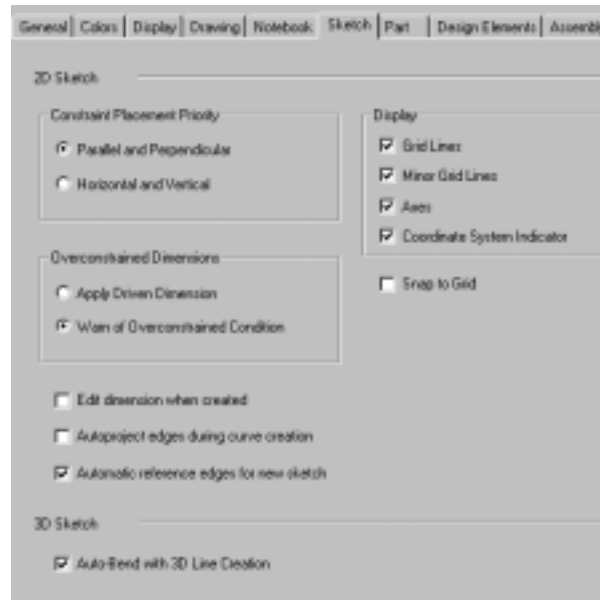 General Colors Display Drawing Notebook Sketch Part Design Elements Assembly
2D Sketch
Constraint Placement Priority
Parallel and Perpendicular
Horizontal and Vertical
Display
Grid Lines
Minor Grid Lines
Axes
Coordinate System Indicator
Overconstrained Dimensions
Apply Driven Dimension
Warn of Overconstrained Condition
Snap to Grid
Edit dimension when created
Autoproject edges during curve creation
Automatic reference edges for new sketch
3D Sketch
Auto-Bend with 3D Line Creation